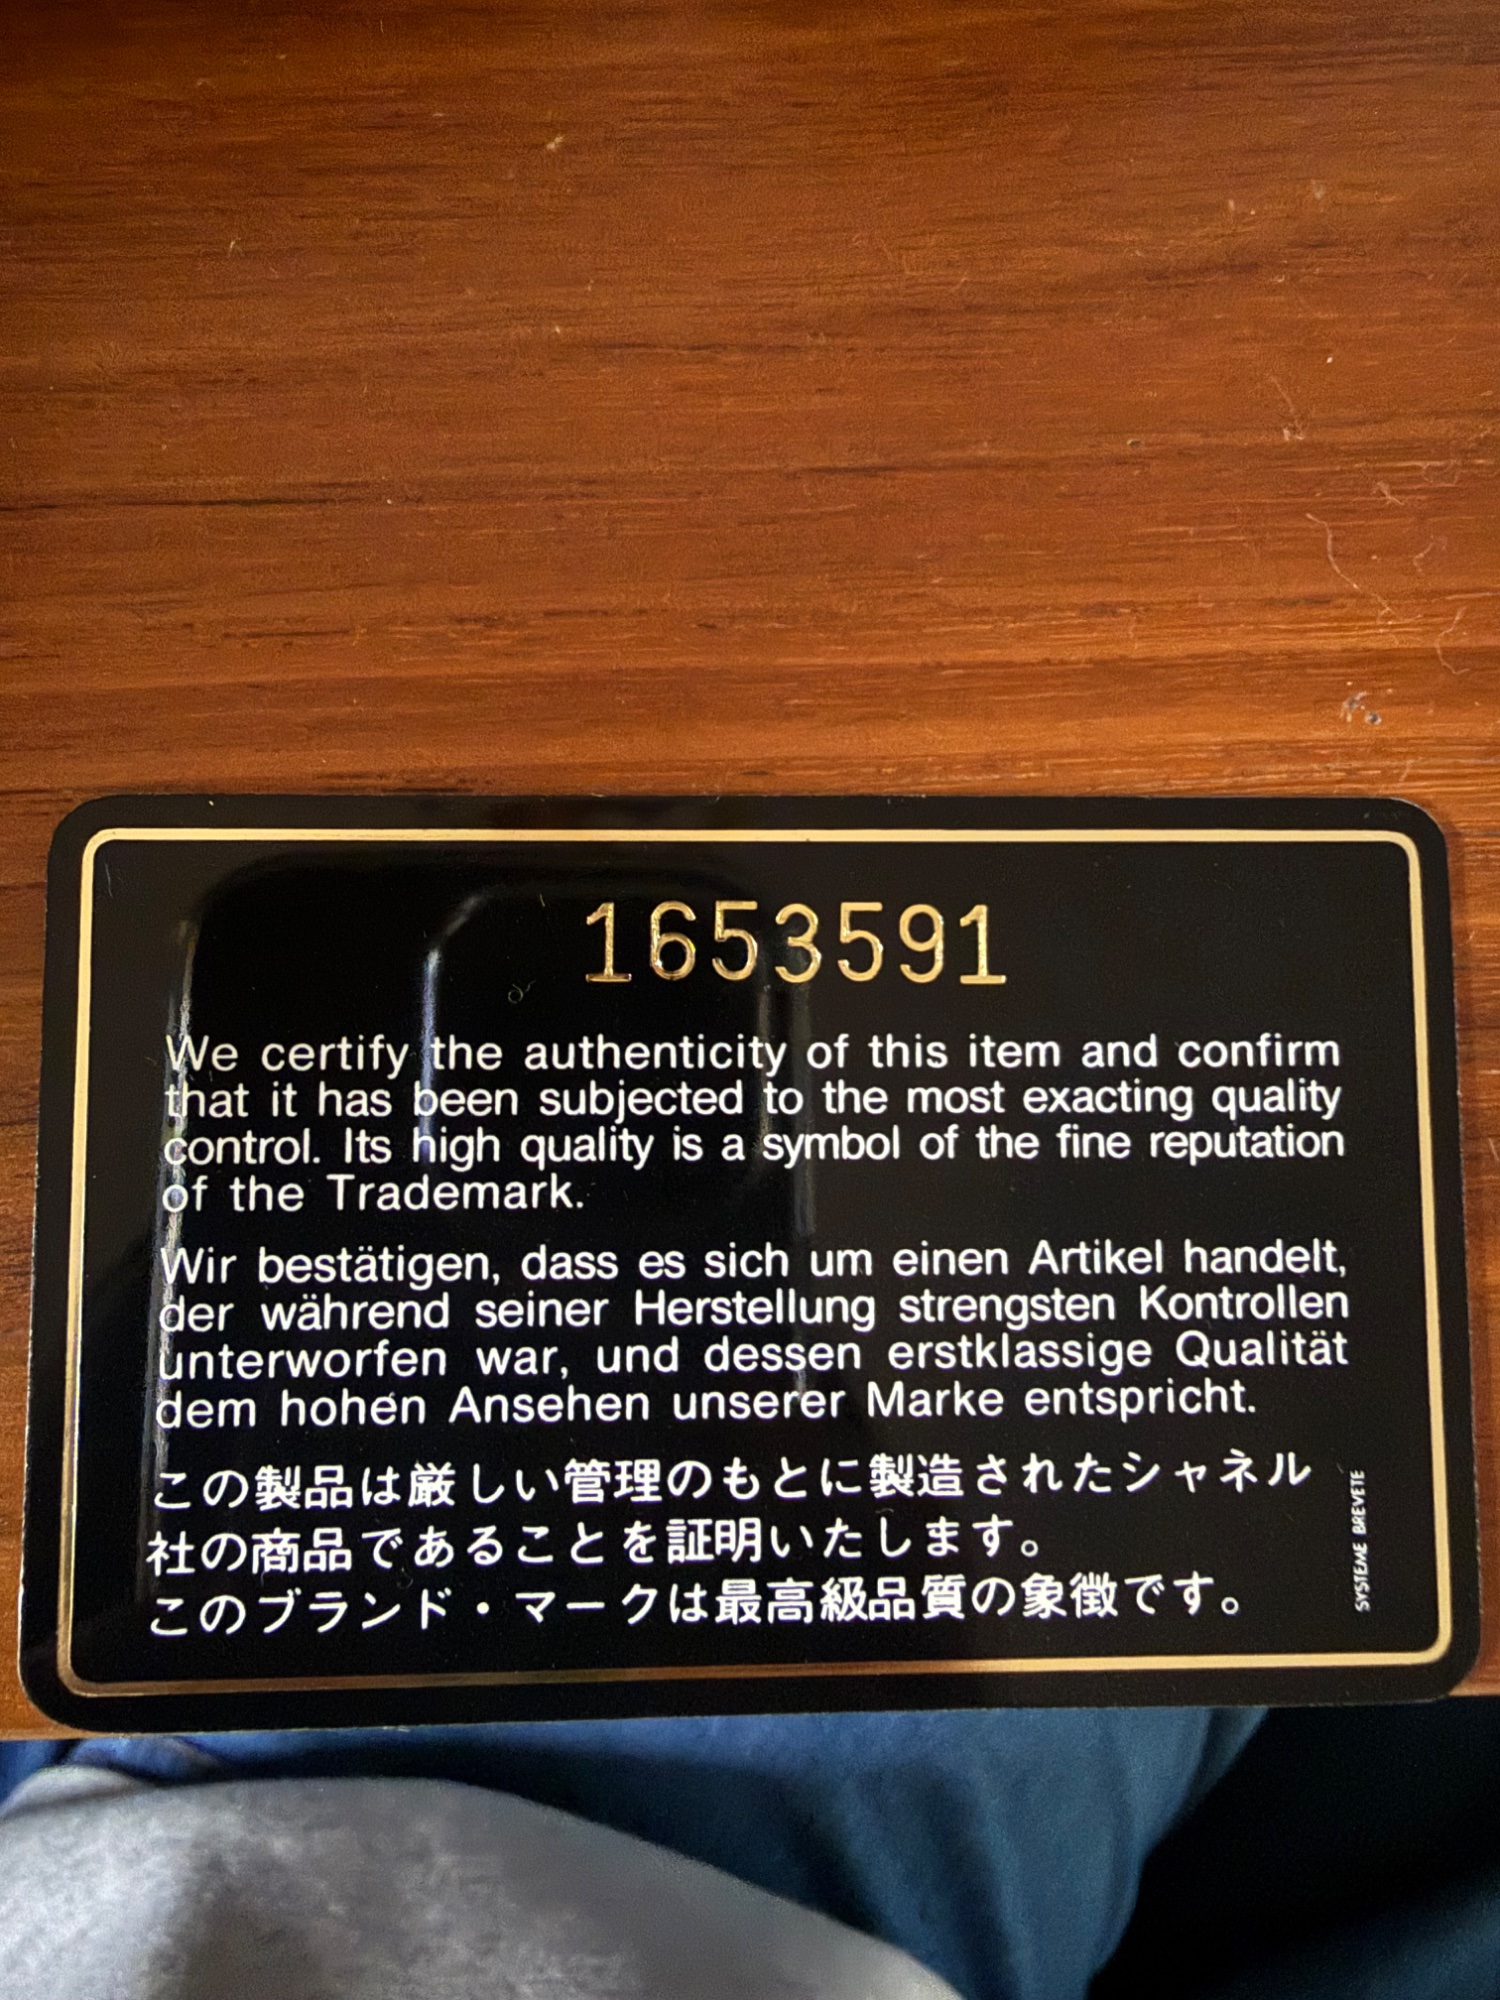 1653591
We certify the authenticity of this item and confirm
that it has been subjected to the most exacting quality
control. Its high quality is a symbol of the fine reputation
of the Trademark.
Wir bestätigen, dass es sich um einen Artikel handelt,
der während seiner Herstellung strengsten Kontrollen
unterworfen war, und dessen erstklassige Qualität
dem hohen Ansehen unserer Marke entspricht.
この製品は厳しい管理のもとに製造されたシャネル
社の商品であることを証明いたします。
このブランド・マークは最高級品質の象徴です。
SYSTEME BREVETE